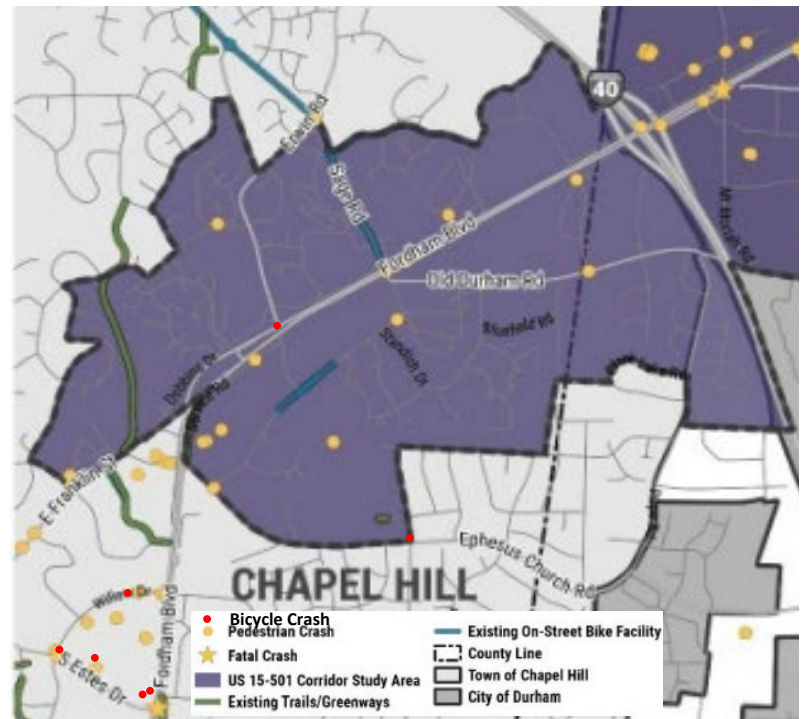 40
Erwin Rd
Sage Rd
Fordham Blvd
Mt Moriah Rd
Old Durham Rd
Bluefield Rd
Standish Dr
Dobbins Dr
E Franklin St
Ephesus Church Rd
CHAPEL HILL
Willow Dr
Fordham Blvd
S Estes Dr
Bicycle Crash
Pedestrian Crash
Fatal Crash
US 15-501 Corridor Study Area
Existing Trails/Greenways
Existing On-Street Bike Facility
County Line
Town of Chapel Hill
City of Durham